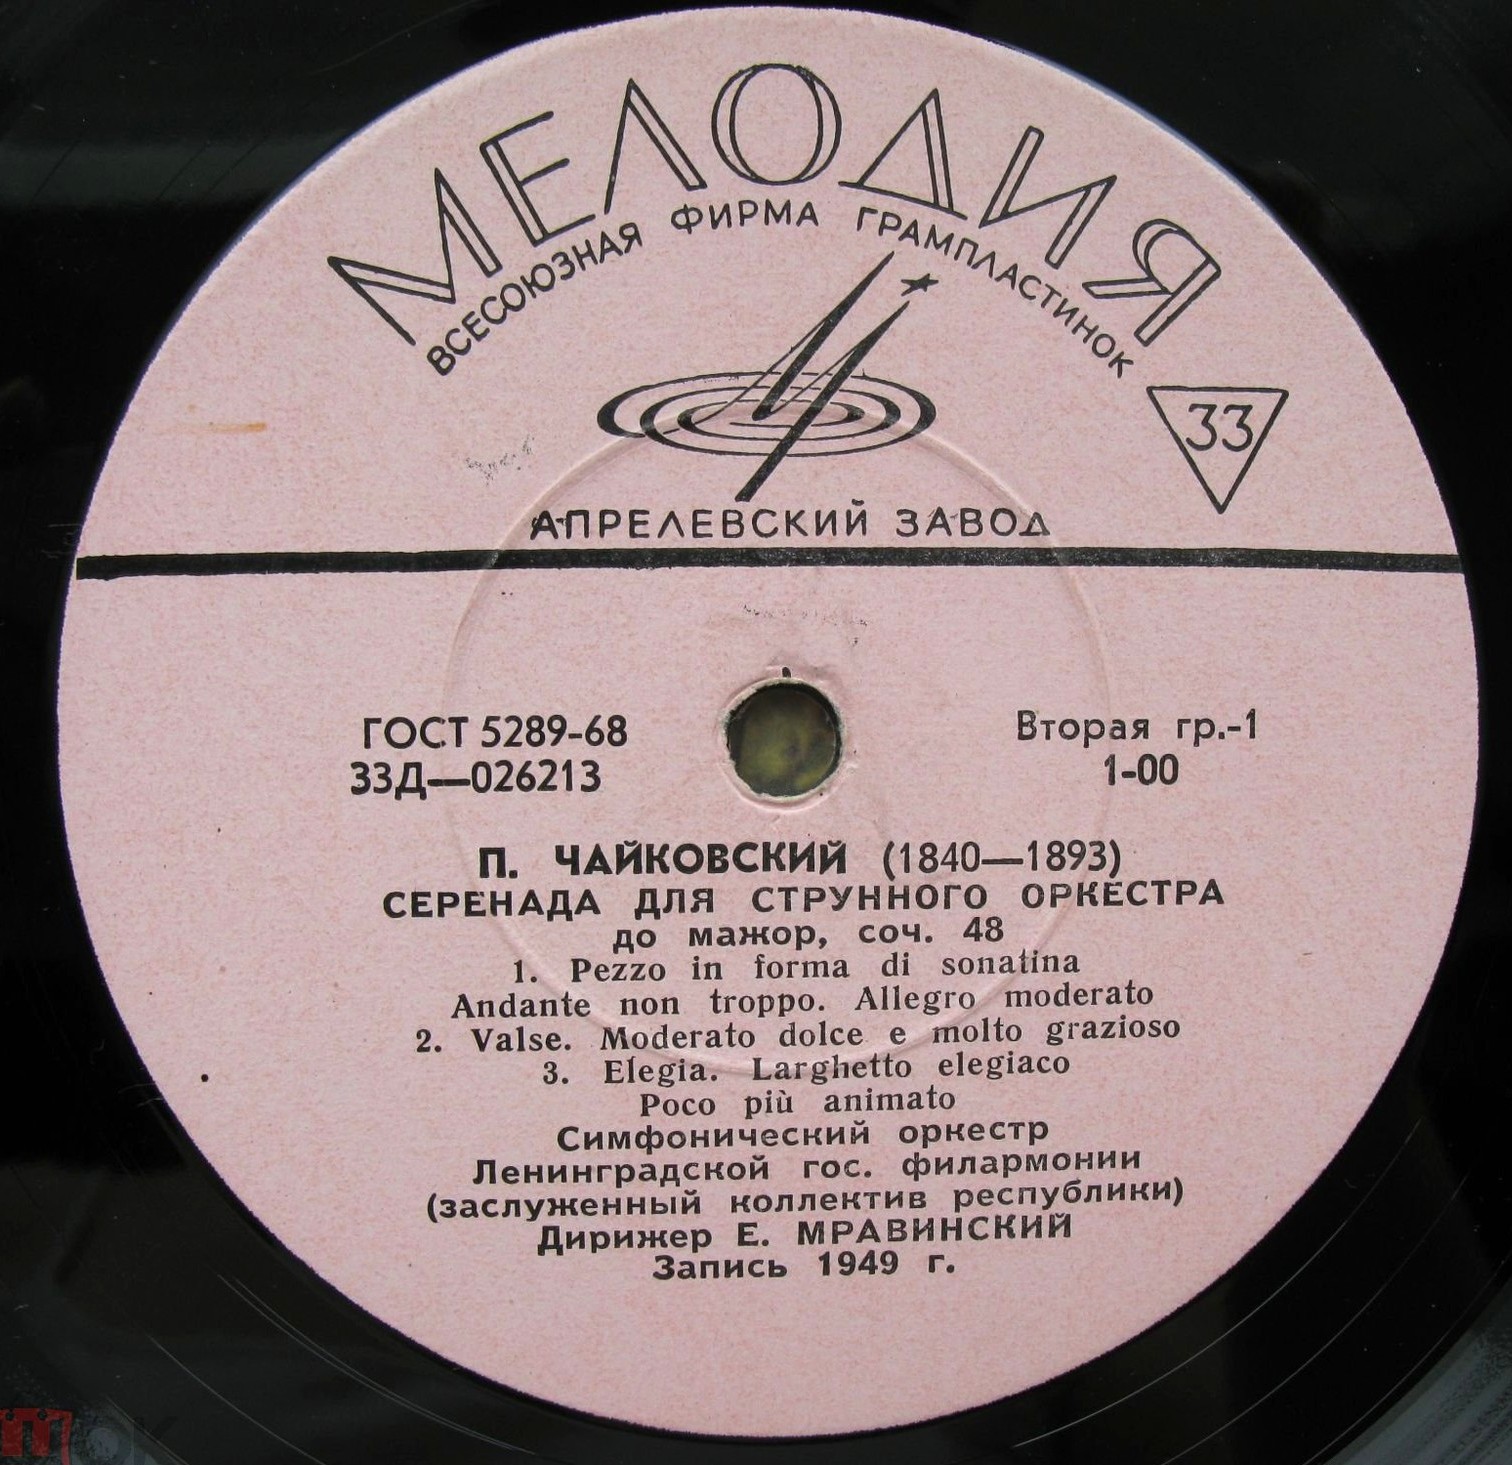 МЕЛОДИЯ
ВСЕСОЮЗНАЯ ФИРМА ГРАМПЛАСТИНОК
33
АПРЕЛЕВСКИЙ ЗАВОД
ГОСТ 5289-68
33Д—026213
Вторая гр.-1
1-00
П. ЧАЙКОВСКИЙ (1840—1893)
СЕРЕНАДА ДЛЯ СТРУННОГО ОРКЕСТРА
до мажор, соч. 48
1. Pezzo in forma di sonatina
Andante non troppo. Allegro moderato
2. Valse. Moderato dolce e molto grazioso
3. Elegia. Larghetto elegiaco
Poco più animato
Симфонический оркестр
Ленинградской гос. филармонии
(заслуженный коллектив республики)
Дирижер Е. МРАВИНСКИЙ
Запись 1949 г.